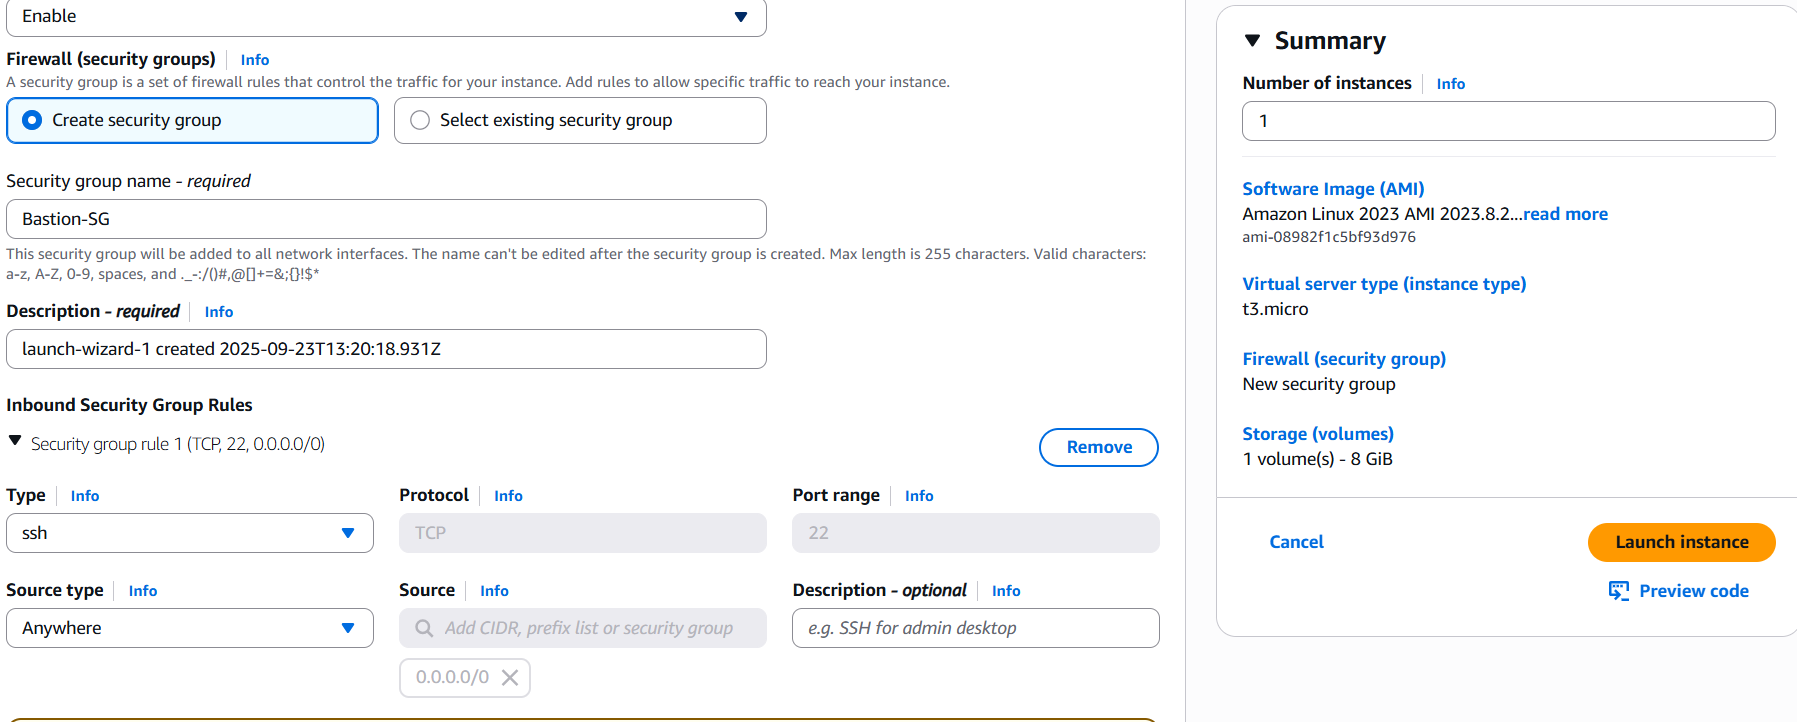 Enable
Firewall (security groups) Info
A security group is a set of firewall rules that control the traffic for your instance. Add rules to allow specific traffic to reach your instance.
Create security group
Select existing security group
Security group name - required
Bastion-SG
This security group will be added to all network interfaces. The name can't be edited after the security group is created. Max length is 255 characters. Valid characters:
a-z, A-Z, 0-9, spaces, and ._-:/()#,@[]+=&;{}!$*
Description - required Info
launch-wizard-1 created 2025-09-23T13:20:18.931Z
Inbound Security Group Rules
Security group rule 1 (TCP, 22, 0.0.0.0/0)
Remove
Type Info
Protocol Info
Port range Info
ssh
TCP
22
Source type Info
Source Info
Description - optional Info
Anywhere
Add CIDR, prefix list or security group
e.g. SSH for admin desktop
0.0.0.0/0
Summary
Number of instances Info
1
Software Image (AMI)
Amazon Linux 2023 AMI 2023.8.2...read more
ami-08982f1c5bf93d976
Virtual server type (instance type)
t3.micro
Firewall (security group)
New security group
Storage (volumes)
1 volume(s) - 8 GiB
Cancel
Launch instance
Preview code